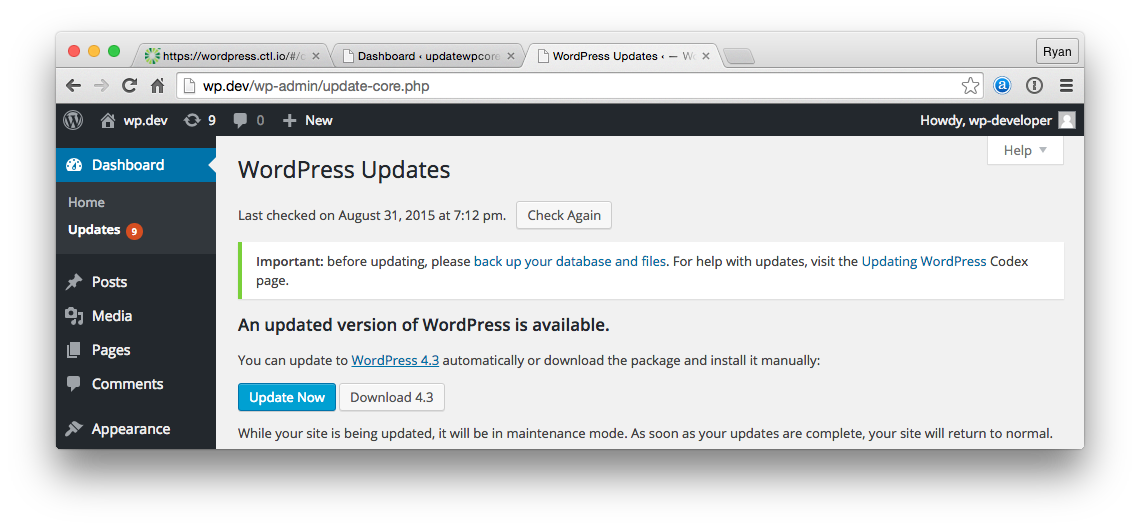 https://wordpress.ctl.io/#/c
Dashboard ‹ updatewpcore
WordPress Updates ‹ — Wo
Ryan
wp.dev/wp-admin/update-core.php
wp.dev 9 0 New
Howdy, wp-developer
Dashboard
Home
Updates 9
Posts
Media
Pages
Comments
Appearance
Help
WordPress Updates
Last checked on August 31, 2015 at 7:12 pm. Check Again
Important: before updating, please back up your database and files. For help with updates, visit the Updating WordPress Codex
page.
An updated version of WordPress is available.
You can update to WordPress 4.3 automatically or download the package and install it manually:
Update Now Download 4.3
While your site is being updated, it will be in maintenance mode. As soon as your updates are complete, your site will return to normal.